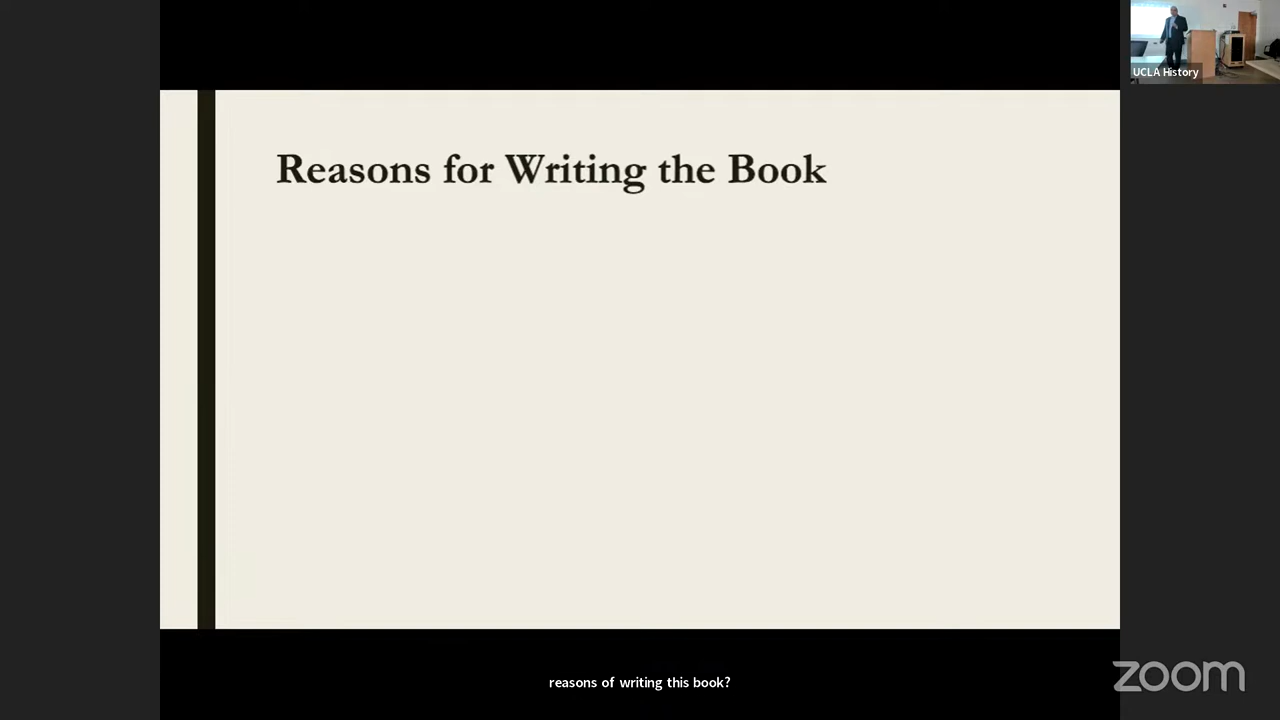 UCLA History
Reasons for Writing the Book
reasons of writing this book?
zoom